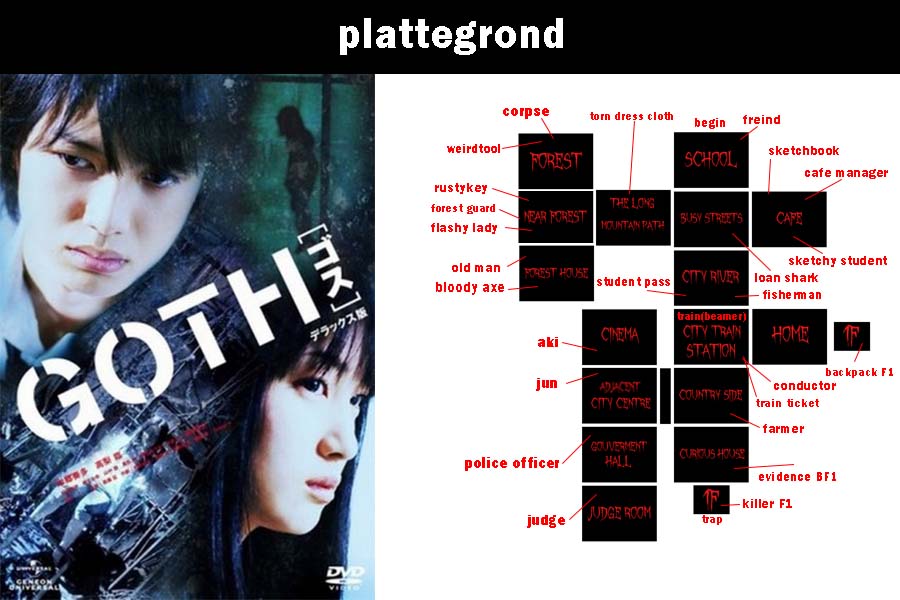 plattegrond
GOTH[ゴス]
デラックス版
UNIVERSAL
GENEON
UNIVERSAL
DVD
VIDEO
corpse
torn dress cloth
begin
freind
weirdtool
FOREST
SCHOOL
sketchbook
cafe manager
rustykey
forest guard
flashy lady
NEAR FOREST
THE LONG
MOUNTAIN PATH
BUSY STREETS
CAFE
sketchy student
loan shark
old man
bloody axe
FOREST HOUSE
student pass
CITY RIVER
fisherman
aki
CINEMA
train(beamer)
CITY TRAIN
STATION
HOME
1F
backpack F1
jun
ADJACENT
CITY CENTRE
COUNTRY SIDE
conductor
train ticket
farmer
police officer
GOUVERMENT
HALL
CURIOUS HOUSE
evidence BF1
judge
JUDGE ROOM
1F
killer F1
trap